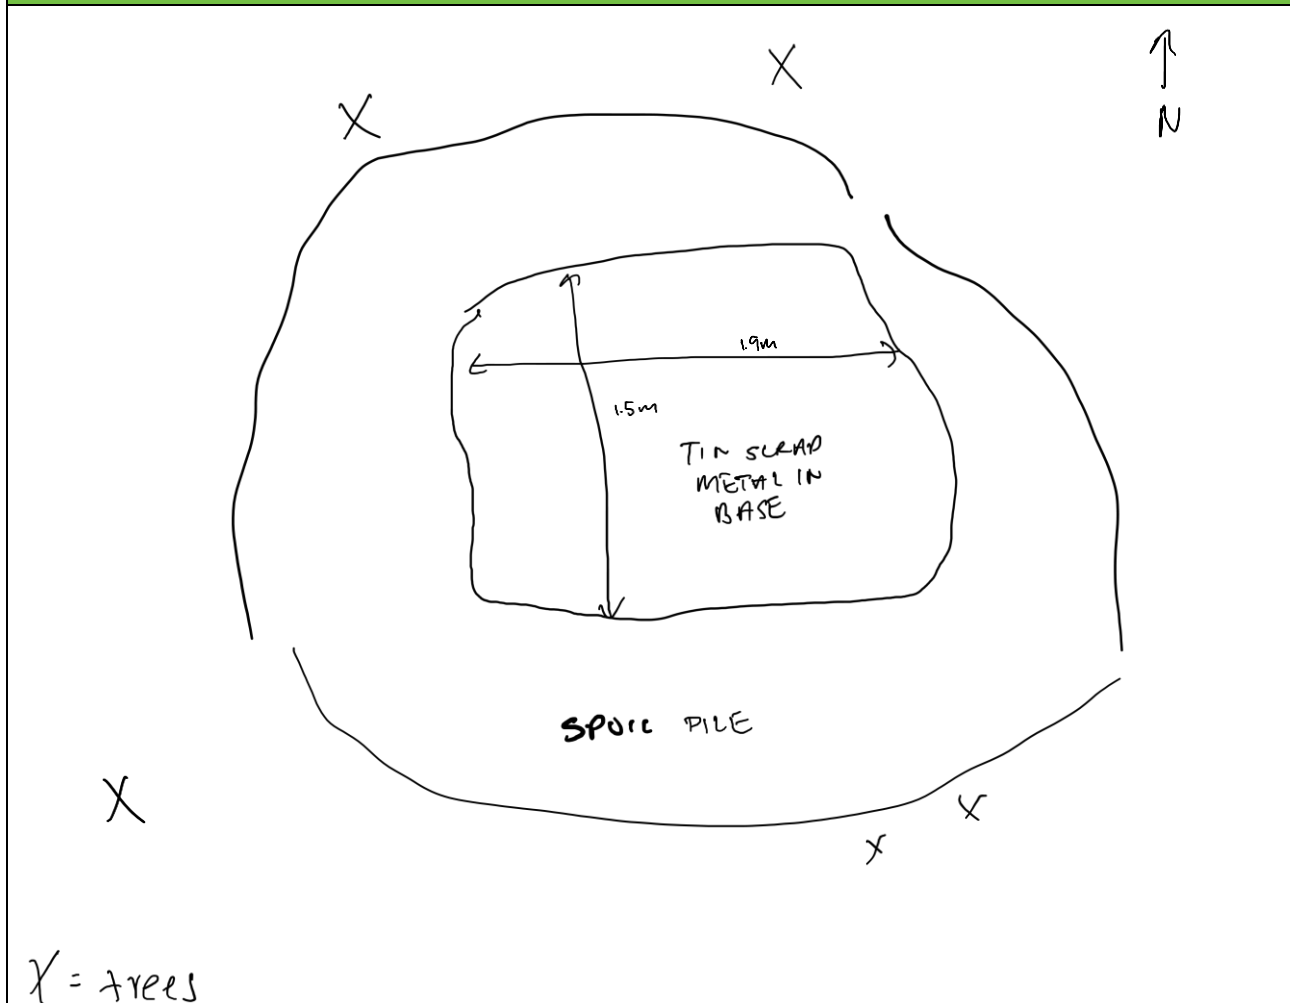 X
X
N
1.9m
1.5m
TIN SCRAP
METAL IN
BASE
SPOIL PILE
X
X
X
X = trees